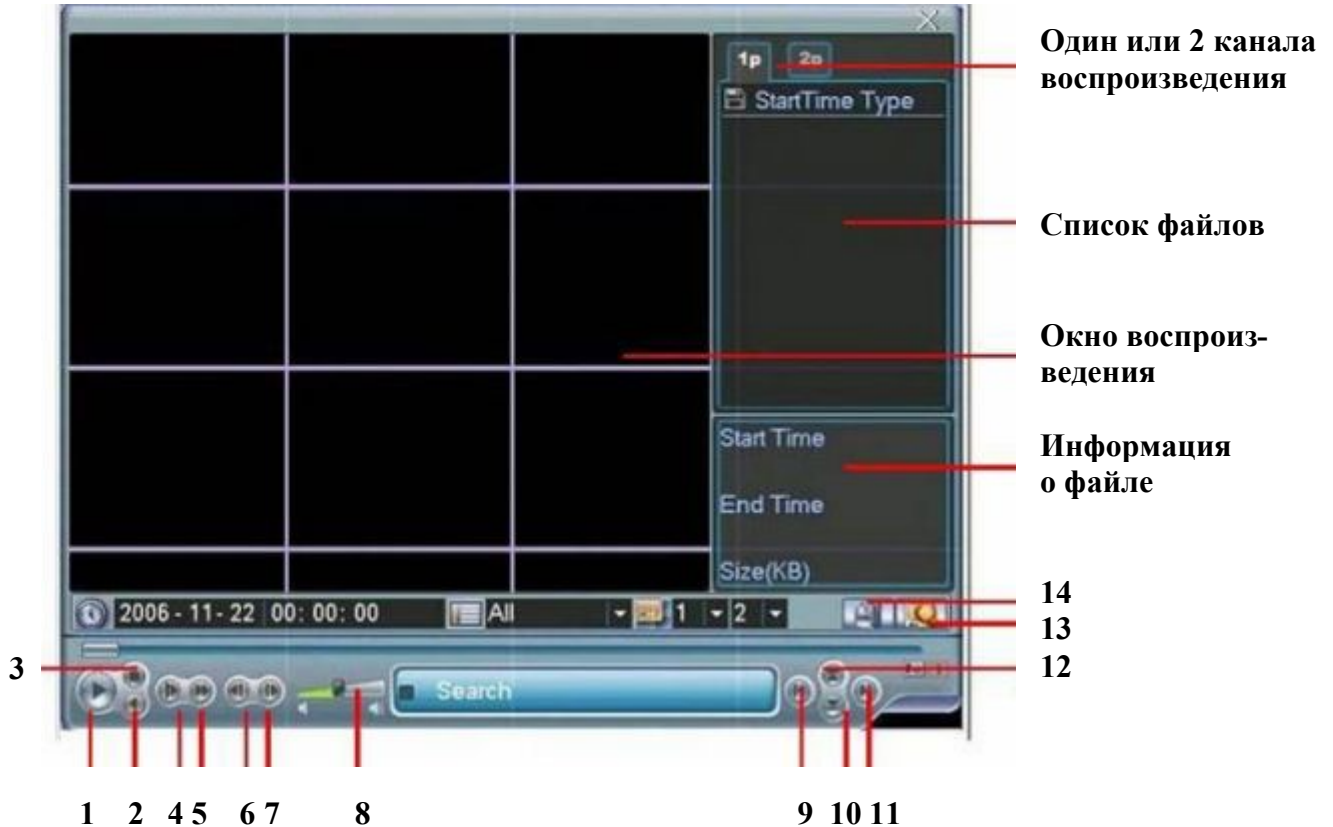 Один или 2 канала
воспроизведения
1p 2p
StartTime Type
Список файлов
Окно воспроиз-
ведения
Start Time
Информация
о файле
End Time
Size(KB)
2006 - 11 - 22 00: 00: 00 All 1 2
14
13
12
3
Search
1 2 4 5 6 7 8 9 10 11